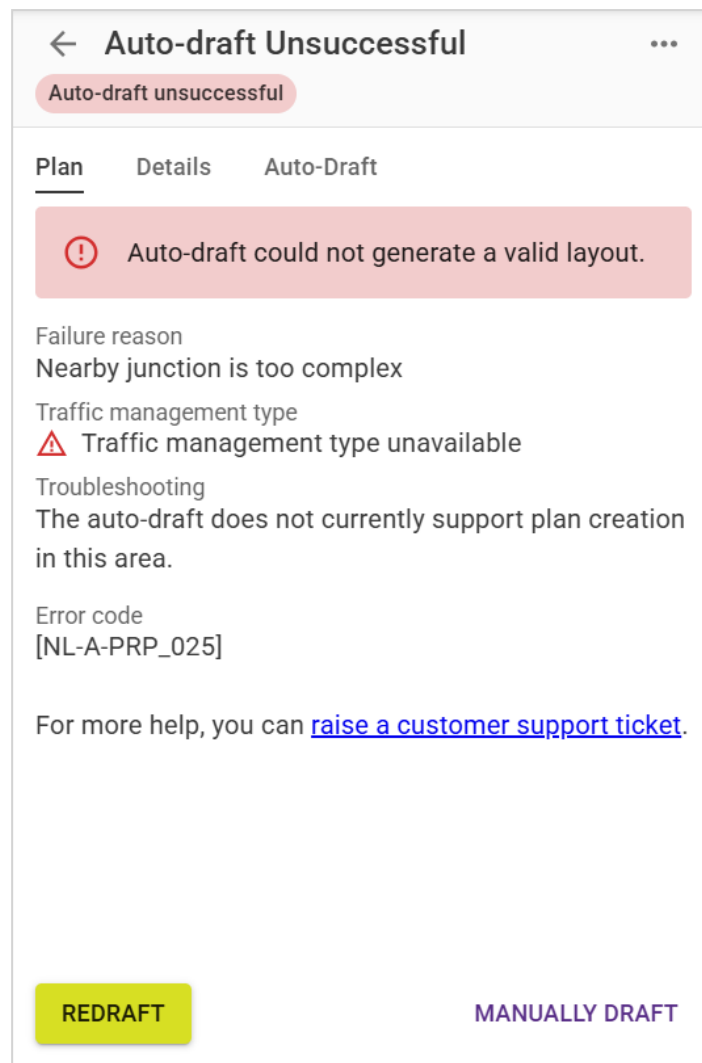 Auto-draft Unsuccessful
Auto-draft unsuccessful
Plan Details Auto-Draft
Auto-draft could not generate a valid layout.
Failure reason
Nearby junction is too complex
Traffic management type
Traffic management type unavailable
Troubleshooting
The auto-draft does not currently support plan creation
in this area.
Error code
[NL-A-PRP_025]
For more help, you can raise a customer support ticket.
REDRAFT MANUALLY DRAFT